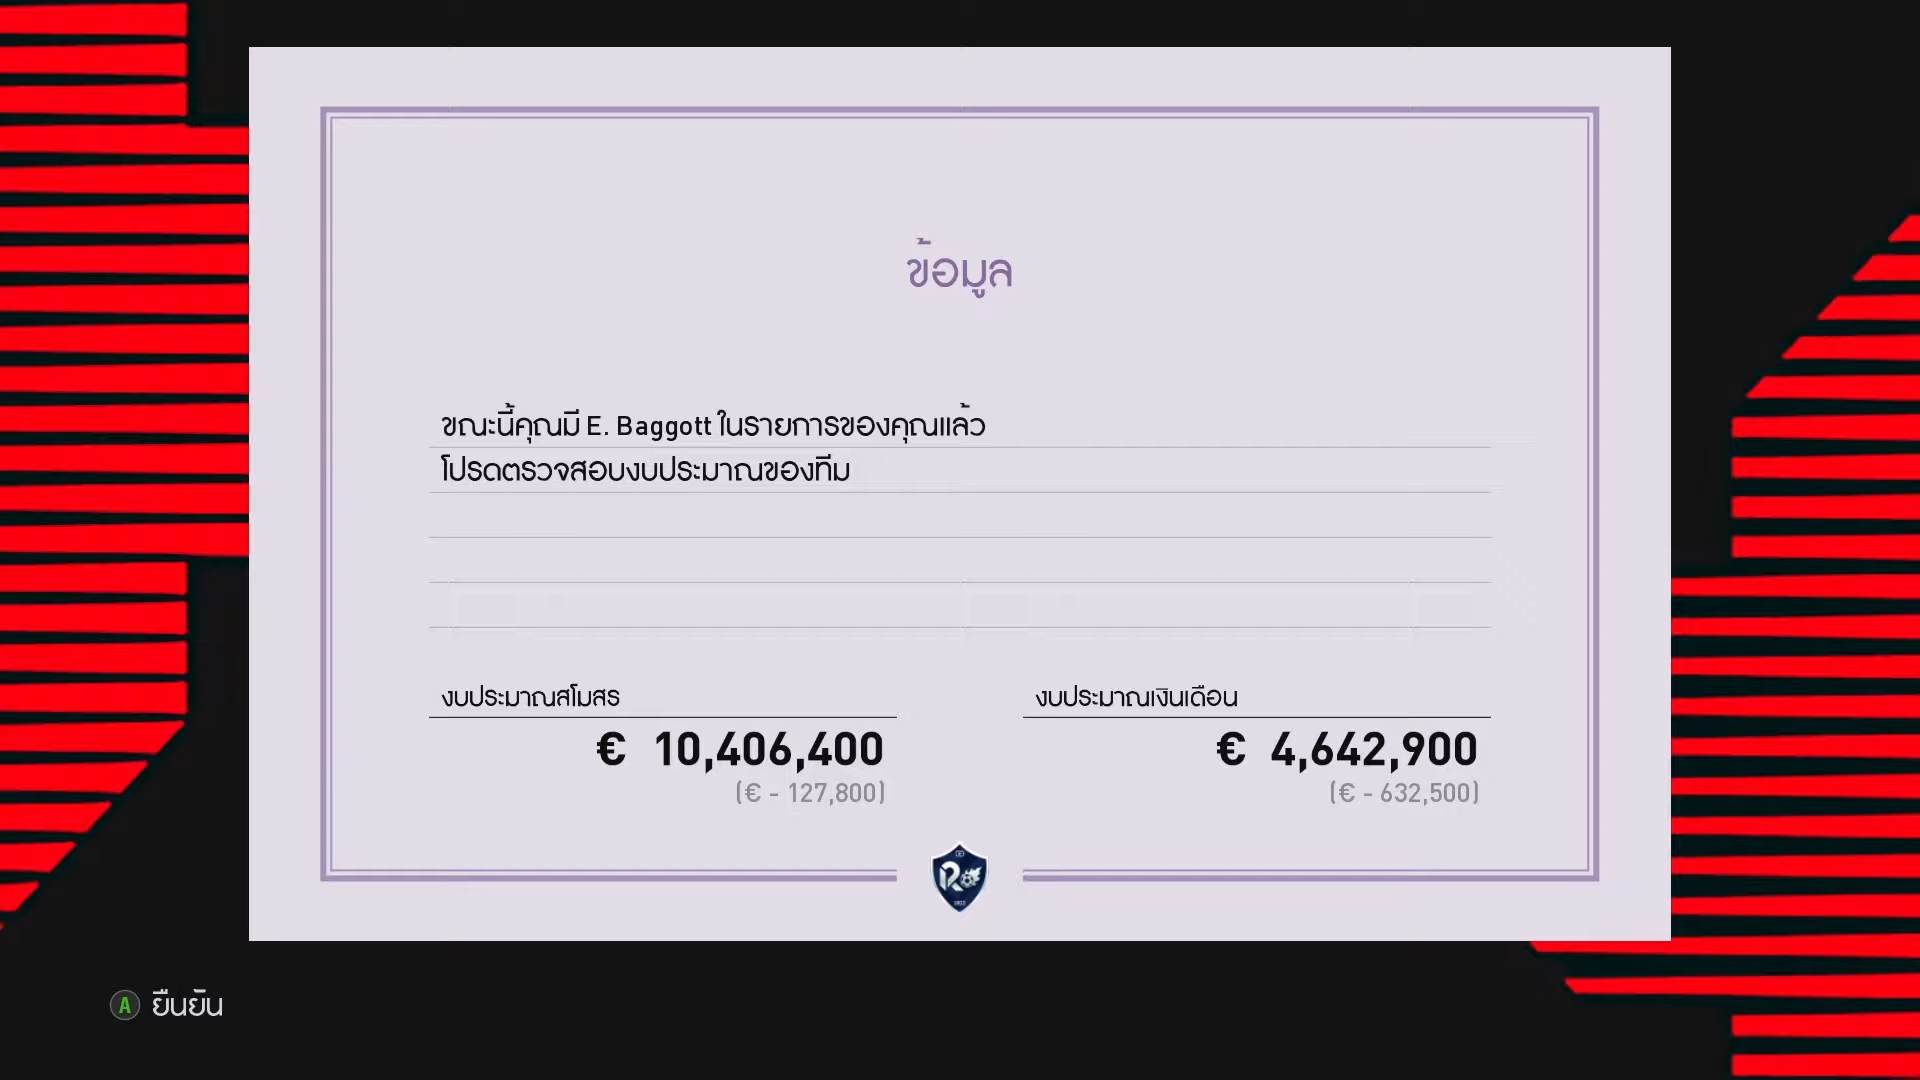 ข้อมูล
ขณะนี้คุณมี E. Baggott ในรายการของคุณแล้ว
โปรดตรวจสอบงบประมาณของทีม
งบประมาณสโมสร
€ 10,406,400
(€ - 127,800)
งบประมาณเงินเดือน
€ 4,642,900
(€ - 632,500)
A ยืนยัน